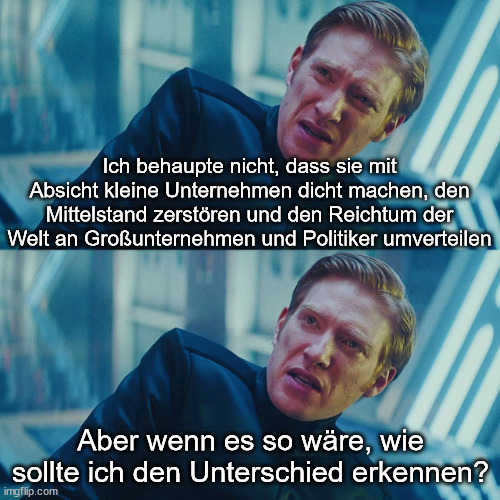 Ich behaupte nicht, dass sie mit
Absicht kleine Unternehmen dicht machen, den
Mittelstand zerstören und den Reichtum der
Welt an Großunternehmen und Politiker umverteilen
Aber wenn es so wäre, wie
sollte ich den Unterschied erkennen?
imgflip.com